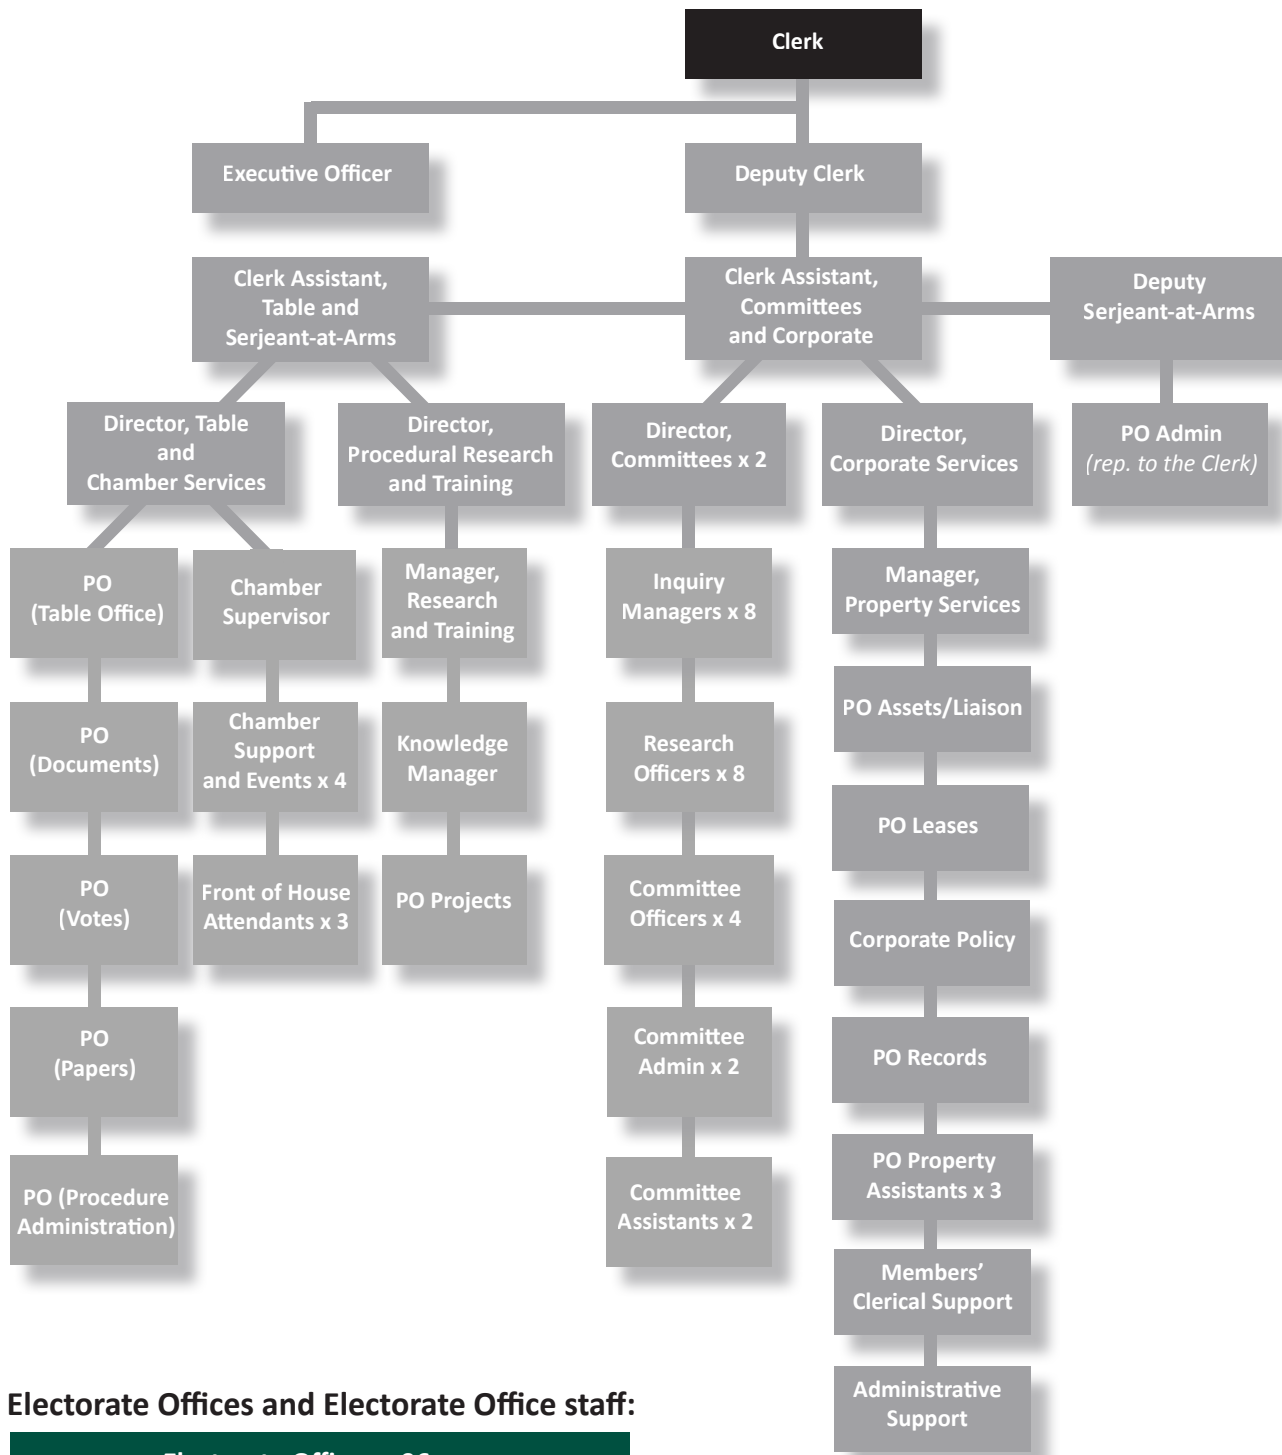 Clerk
Executive Officer
Deputy Clerk
Clerk Assistant,
Table and
Serjeant-at-Arms
Clerk Assistant,
Committees
and Corporate
Deputy
Serjeant-at-Arms
Director, Table
and
Chamber Services
Director,
Procedural Research
and Training
Director,
Committees x 2
Director,
Corporate Services
PO Admin
(rep. to the Clerk)
PO
(Table Office)
Chamber
Supervisor
Manager,
Research
and Training
Inquiry
Managers x 8
Manager,
Property Services
PO Assets/Liaison
PO
(Documents)
Chamber
Support
and Events x 4
Knowledge
Manager
Research
Officers x 8
PO Leases
PO
(Votes)
Front of House
Attendants x 3
PO Projects
Committee
Officers x 4
Corporate Policy
PO
(Papers)
Committee
Admin x 2
PO Records
PO (Procedure
Administration)
Committee
Assistants x 2
PO Property
Assistants x 3
Members’
Clerical Support
Administrative
Support
Electorate Offices and Electorate Office staff: